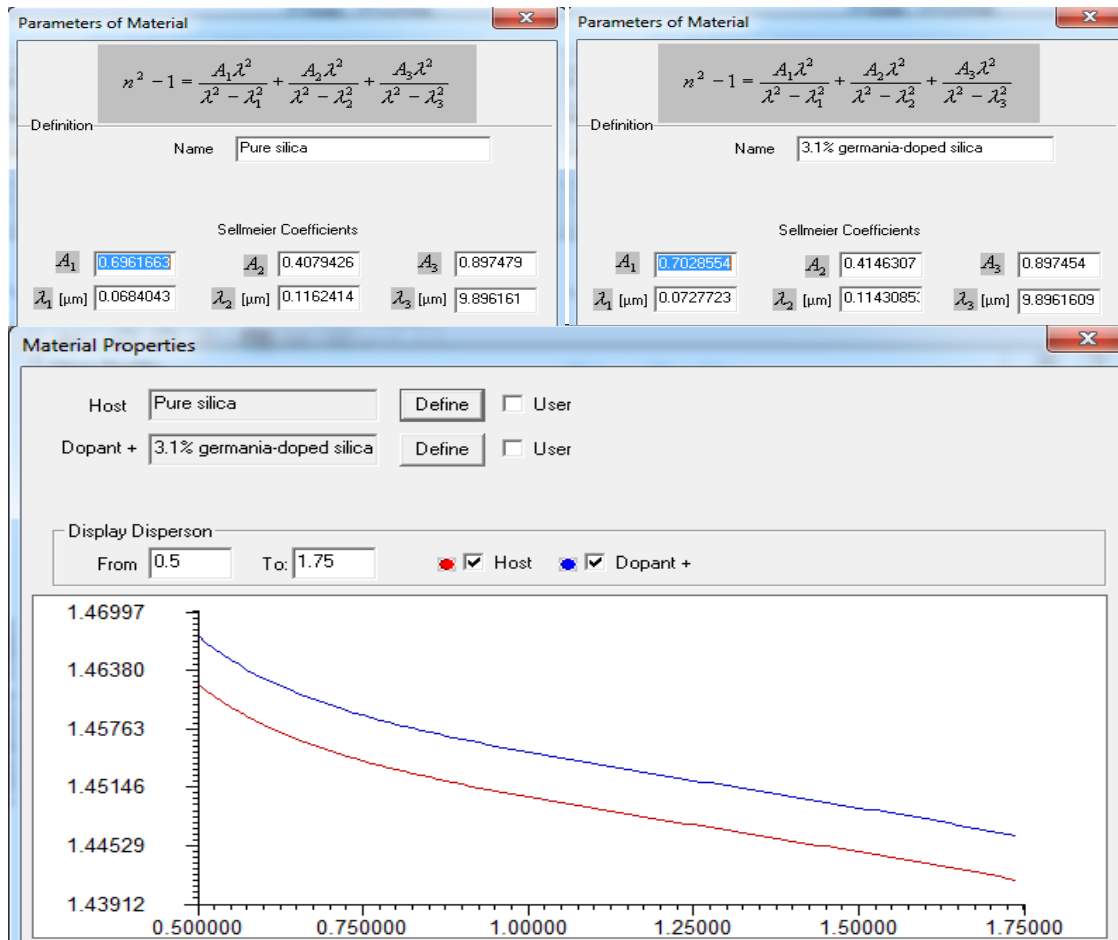 Parameters of Material
n² − 1 = A₁λ²/(λ² − λ₁²) + A₂λ²/(λ² − λ₂²) + A₃λ²/(λ² − λ₃²)
Definition
Name Pure silica
Sellmeier Coefficients
A₁ 0.6961663 A₂ 0.4079426 A₃ 0.897479
λ₁ [µm] 0.0684043 λ₂ [µm] 0.1162414 λ₃ [µm] 9.896161
Parameters of Material
n² − 1 = A₁λ²/(λ² − λ₁²) + A₂λ²/(λ² − λ₂²) + A₃λ²/(λ² − λ₃²)
Definition
Name 3.1% germania-doped silica
Sellmeier Coefficients
A₁ 0.7028554 A₂ 0.4146307 A₃ 0.897454
λ₁ [µm] 0.0727723 λ₂ [µm] 0.1143085 λ₃ [µm] 9.8961609
Material Properties
Host Pure silica Define User
Dopant + 3.1% germania-doped silica Define User
Display Disperson
From 0.5 To: 1.75 Host Dopant +
1.46997
1.46380
1.45763
1.45146
1.44529
1.43912
0.500000 0.750000 1.00000 1.25000 1.50000 1.75000